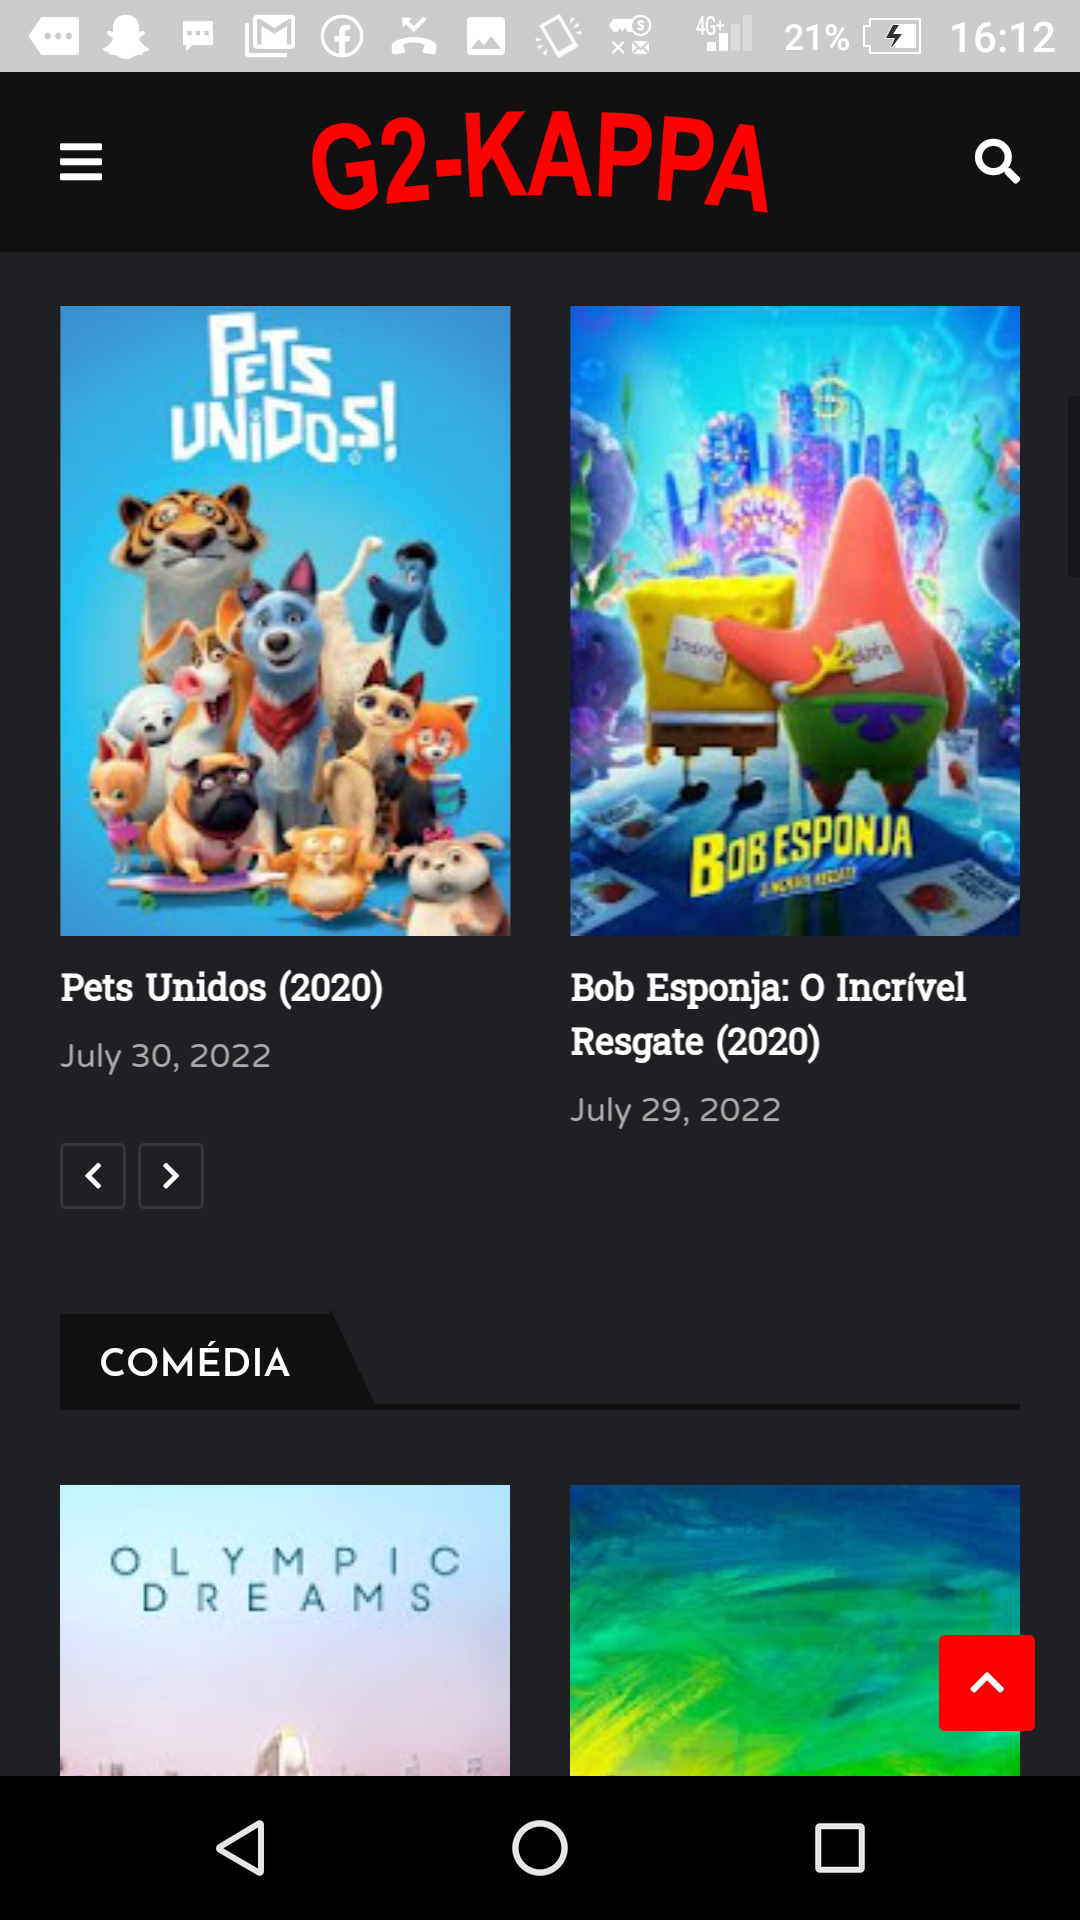 4G+ 21% 16:12
G2-KAPPA
PETS
UNIDOS!
BOB ESPONJA
O INCRÍVEL RESGATE
Pets Unidos (2020)
July 30, 2022
Bob Esponja: O Incrível
Resgate (2020)
July 29, 2022
COMÉDIA
OLYMPIC
DREAMS